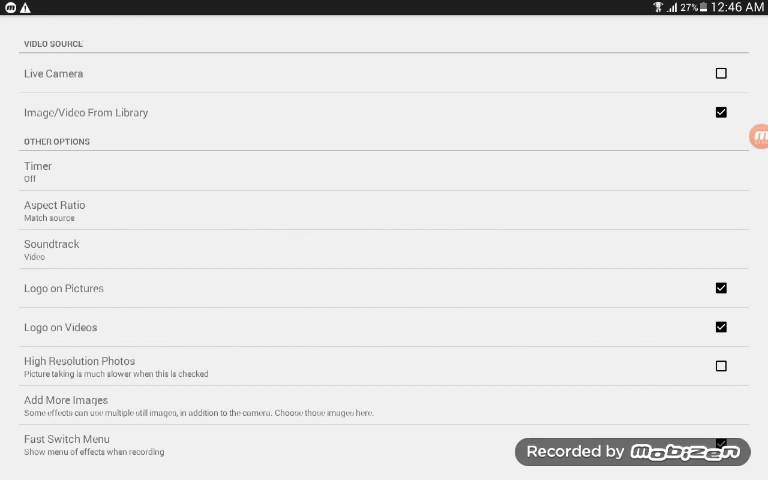 27% 12:46 AM
VIDEO SOURCE
Live Camera
Image/Video From Library
OTHER OPTIONS
Timer
Off
Aspect Ratio
Match source
Soundtrack
Video
Logo on Pictures
Logo on Videos
High Resolution Photos
Picture taking is much slower when this is checked
Add More Images
Some effects can use multiple still images, in addition to the camera. Choose those images here.
Fast Switch Menu
Show menu of effects when recording
Recorded by mobizen